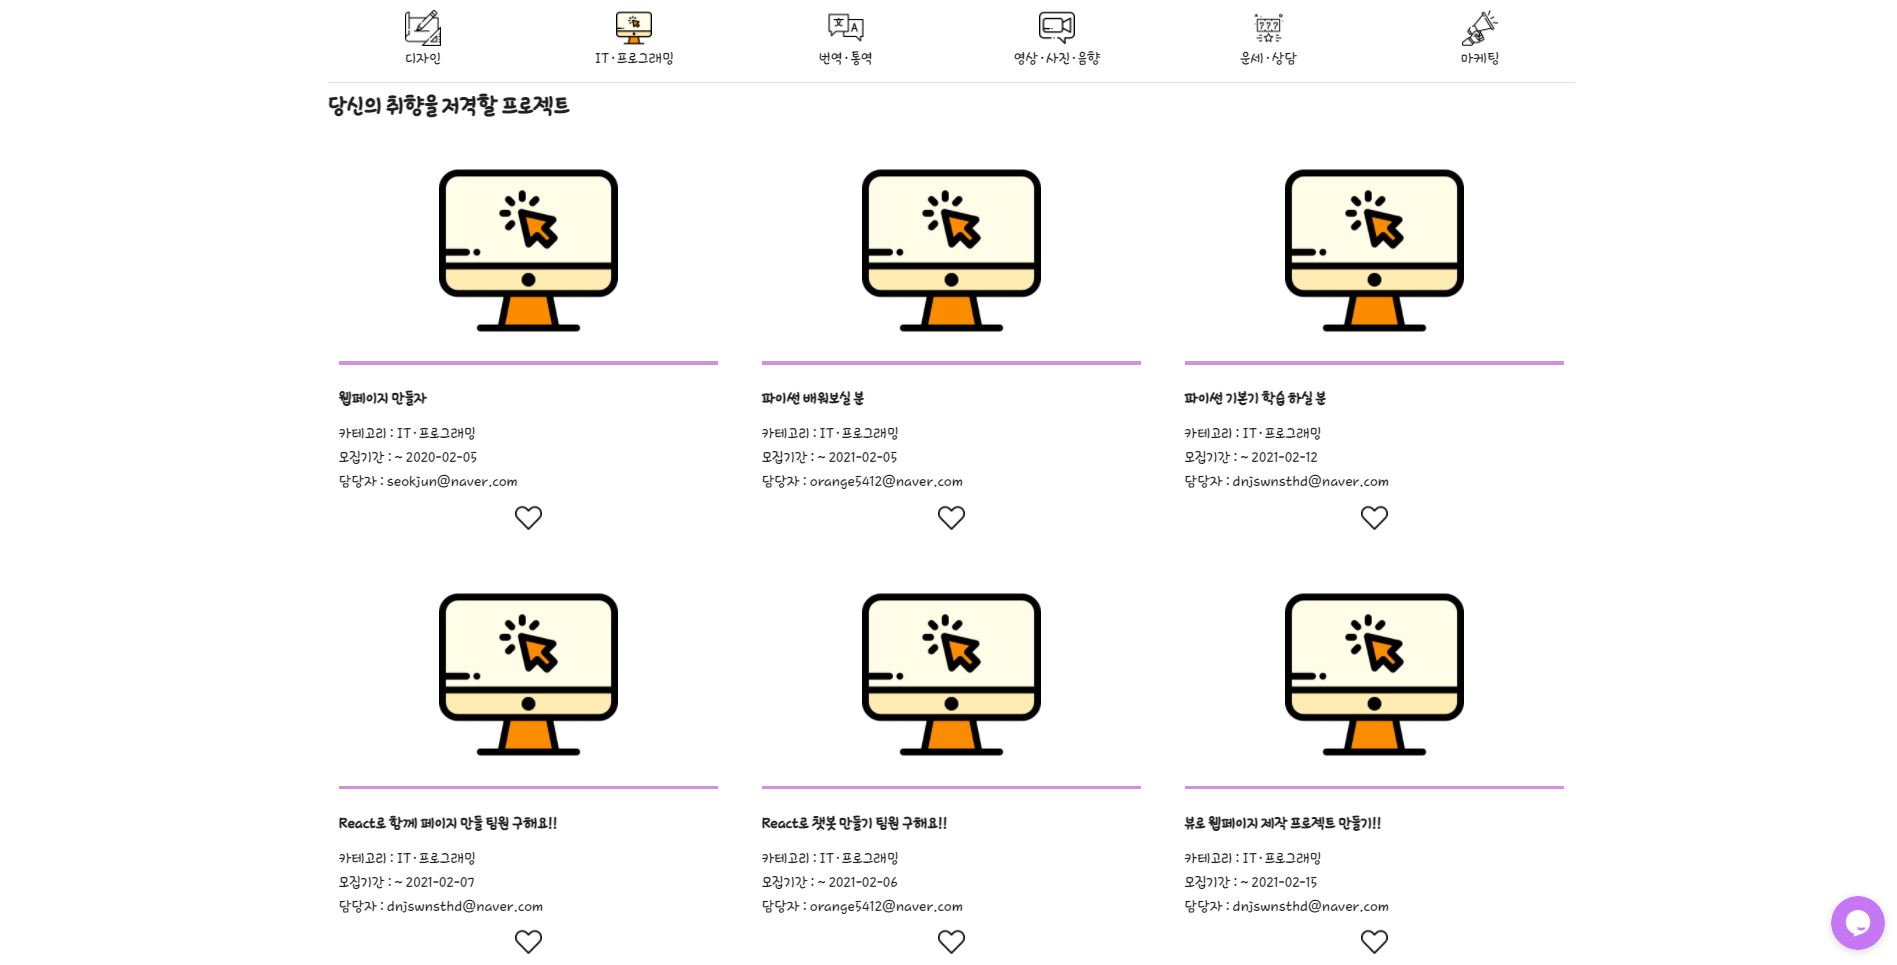 디자인
IT·프로그래밍
번역·통역
영상·사진·음향
운세·상담
마케팅
당신의 취향을 저격할 프로젝트
웹페이지 만들자
카테고리 : IT·프로그래밍
모집기간 : ~ 2020-02-05
담당자 : seokjun@naver.com
파이썬 배워보실 분
카테고리 : IT·프로그래밍
모집기간 : ~ 2021-02-05
담당자 : orange5412@naver.com
파이썬 기본기 학습 하실 분
카테고리 : IT·프로그래밍
모집기간 : ~ 2021-02-12
담당자 : dnjswnsthd@naver.com
React로 함께 페이지 만들 팀원 구해요!!
카테고리 : IT·프로그래밍
모집기간 : ~ 2021-02-07
담당자 : dnjswnsthd@naver.com
React로 챗봇 만들기 팀원 구해요!!
카테고리 : IT·프로그래밍
모집기간 : ~ 2021-02-06
담당자 : orange5412@naver.com
뷰로 웹페이지 제작 프로젝트 만들기!!
카테고리 : IT·프로그래밍
모집기간 : ~ 2021-02-15
담당자 : dnjswnsthd@naver.com